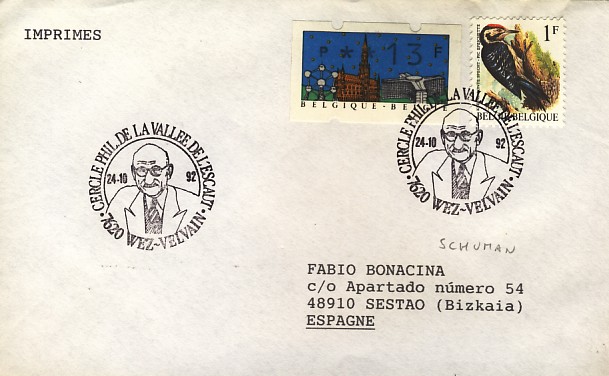 IMPRIMES
P ** 13 F
BELGIQUE - BE
1F
BELGIË-BELGIQUE
CERCLE PHIL. DE LA VALLEE DE L'ESCAUT
24-10 92
7620 WEZ-VELVAIN
CERCLE PHIL. DE LA VALLEE DE L'ESCAUT
24-10 92
7620 WEZ-VELVAIN
SCHUMAN
FABIO BONACINA
c/o Apartado número 54
48910 SESTAO (Bizkaia)
ESPAGNE